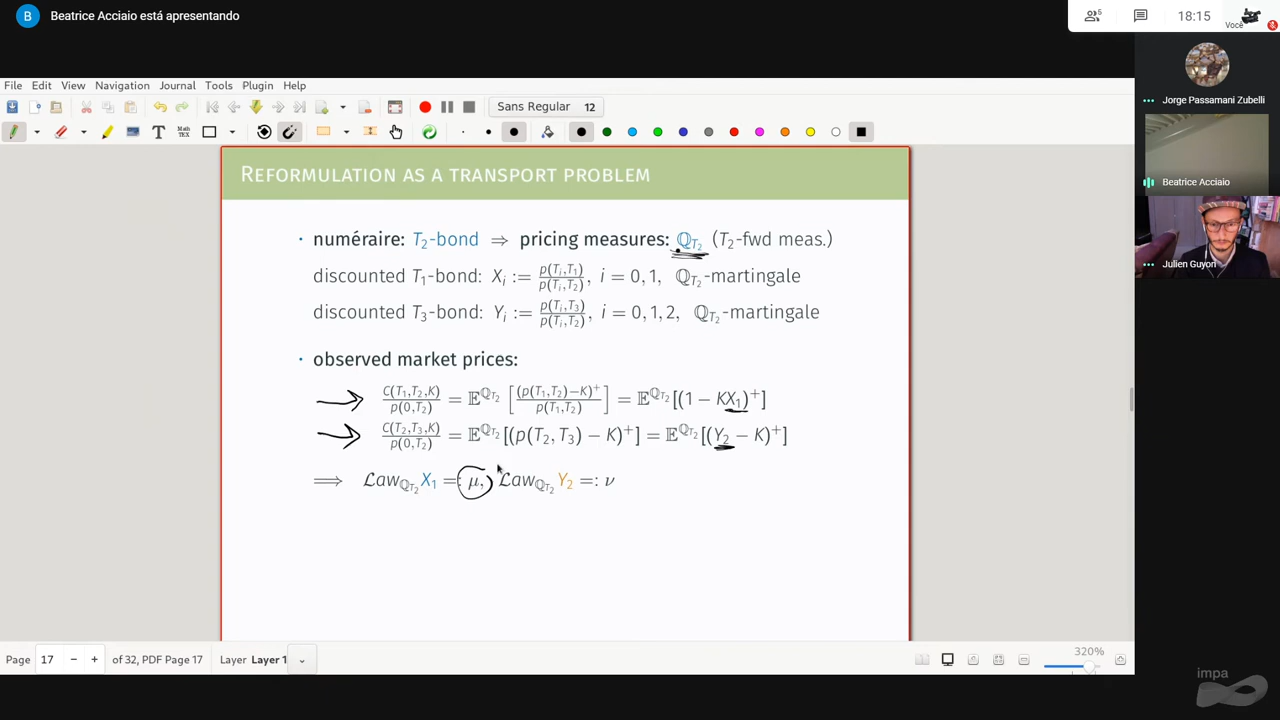 B Beatrice Acciaio está apresentando
5
18:15
Você
File Edit View Navigation Journal Tools Plugin Help
Sans Regular 12
Jorge Passamani Zubelli
Beatrice Acciaio
Julien Guyon
Reformulation as a transport problem
· numéraire: T₂-bond ⇒ pricing measures: ℚ_{T₂} (T₂-fwd meas.)
discounted T₁-bond: X_i := p(T_i,T₁)/p(T_i,T₂), i = 0, 1, ℚ_{T₂}-martingale
discounted T₃-bond: Y_i := p(T_i,T₃)/p(T_i,T₂), i = 0, 1, 2, ℚ_{T₂}-martingale
· observed market prices:
C(T₁,T₂,K)/p(0,T₂) = 𝔼^{ℚ_{T₂}} [(p(T₁,T₂)−K)⁺/p(T₁,T₂)] = 𝔼^{ℚ_{T₂}}[(1 − KX₁)⁺]
C(T₂,T₃,K)/p(0,T₂) = 𝔼^{ℚ_{T₂}}[(p(T₂, T₃) − K)⁺] = 𝔼^{ℚ_{T₂}}[(Y₂ − K)⁺]
⟹ ℒaw_{ℚ_{T₂}}X₁ =: μ, ℒaw_{ℚ_{T₂}}Y₂ =: ν
Page 17 − + of 32, PDF Page 17 Layer Layer 1
320%
impa